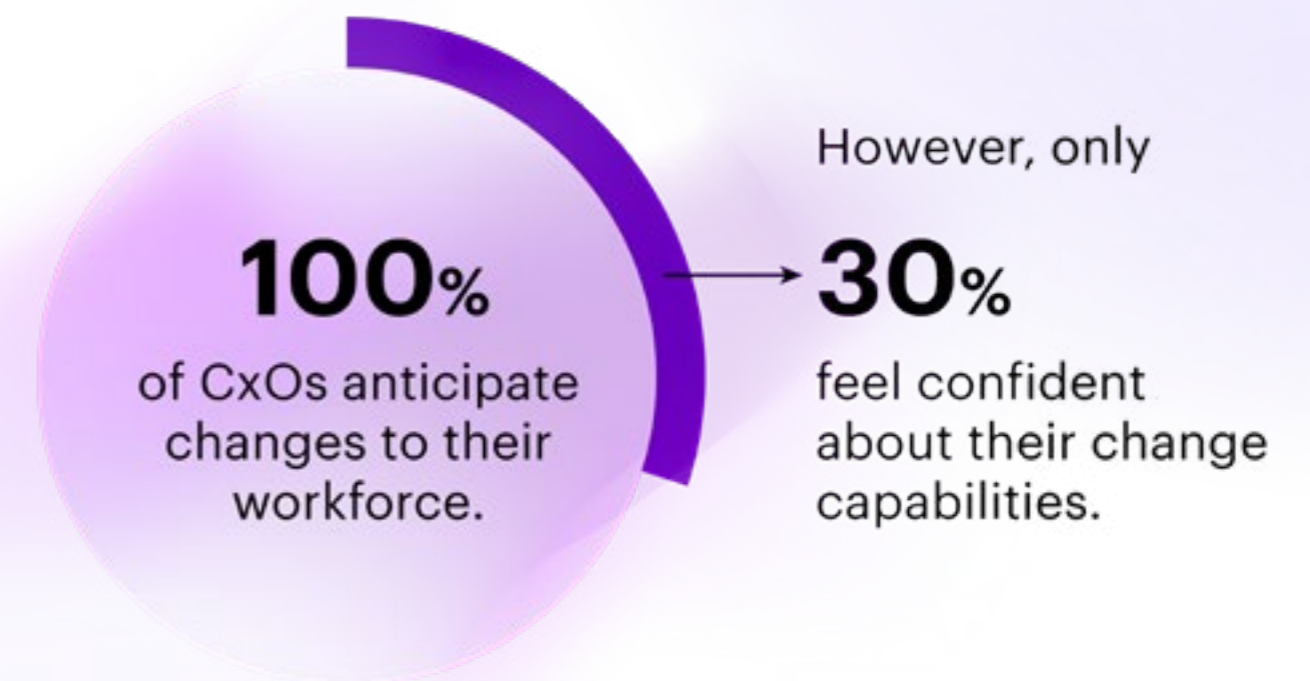 100%
of CxOs anticipate
changes to their
workforce.
However, only
30%
feel confident
about their change
capabilities.